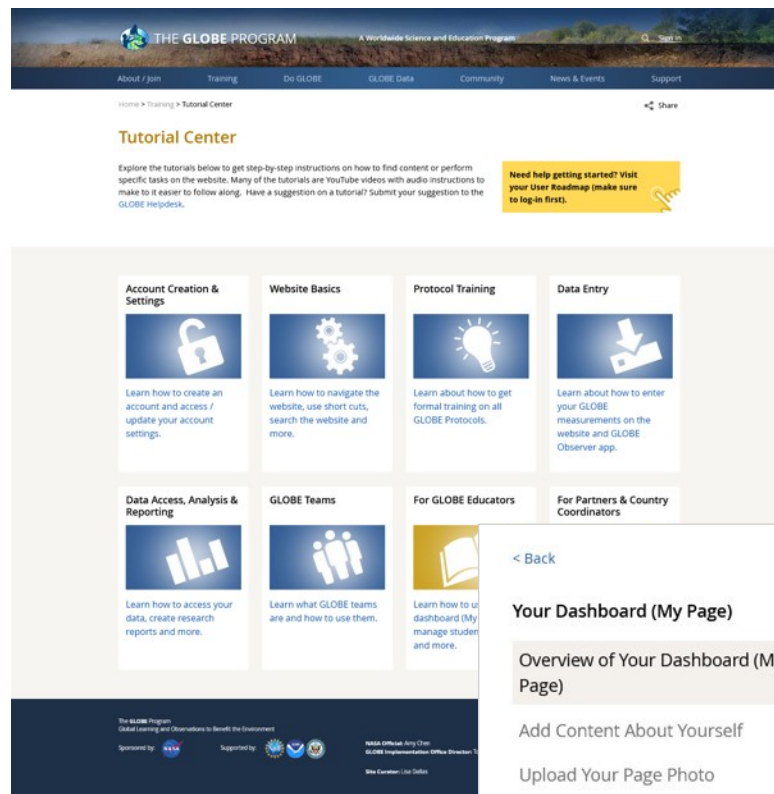 THE GLOBE PROGRAM
A Worldwide Science and Education Program
Sign in
About / Join
Training
Do GLOBE
GLOBE Data
Community
News & Events
Support
Home > Training > Tutorial Center
Share
Tutorial Center
Explore the tutorials below to get step-by-step instructions on how to find content or perform
specific tasks on the website. Many of the tutorials are YouTube videos with audio instructions to
make to it easier to follow along. Have a suggestion on a tutorial? Submit your suggestion to the
GLOBE Helpdesk.
Need help getting started? Visit
your User Roadmap (make sure
to log-in first).
Account Creation &
Settings
Learn how to create an
account and access /
update your account
settings.
Website Basics
Learn how to navigate the
website, use short cuts,
search the website and
more.
Protocol Training
Learn about how to get
formal training on all
GLOBE Protocols.
Data Entry
Learn about how to enter
your GLOBE
measurements on the
website and GLOBE
Observer app.
Data Access, Analysis &
Reporting
Learn how to access your
data, create research
reports and more.
GLOBE Teams
Learn what GLOBE teams
are and how to use them.
For GLOBE Educators
Learn how to u
dashboard (My
manage studen
and more.
For Partners & Country
Coordinators
< Back
Your Dashboard (My Page)
Overview of Your Dashboard (M
Page)
Add Content About Yourself
Upload Your Page Photo
The GLOBE Program
Global Learning and Observations to Benefit the Environment
Sponsored by:
NASA
Supported by:
NASA Official: Amy Chen
GLOBE Implementation Office Director: T
Site Curator: Lisa Dallas